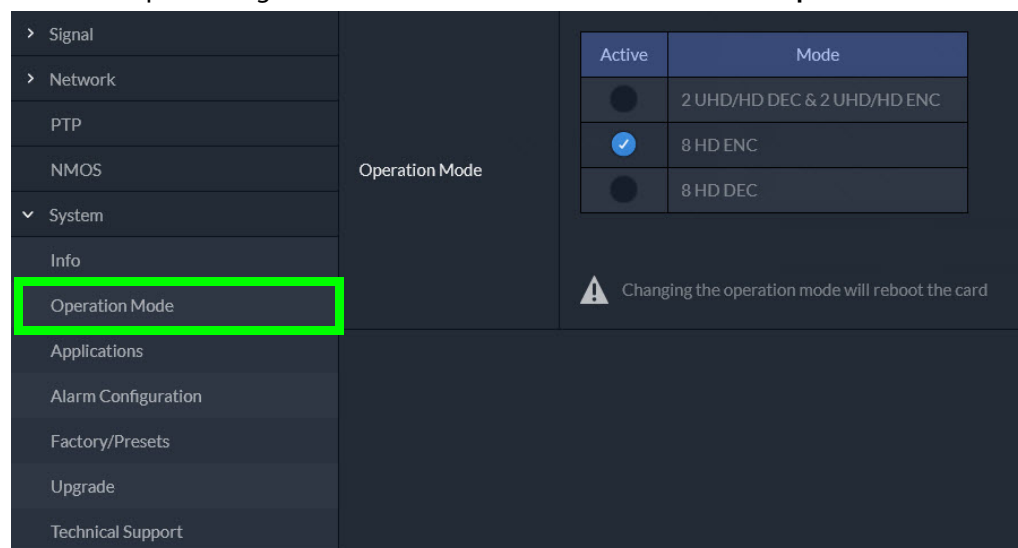 Signal
Network
PTP
NMOS
System
Info
Operation Mode
Applications
Alarm Configuration
Factory/Presets
Upgrade
Technical Support
Operation Mode
Active Mode
2 UHD/HD DEC & 2 UHD/HD ENC
8 HD ENC
8 HD DEC
Changing the operation mode will reboot the card